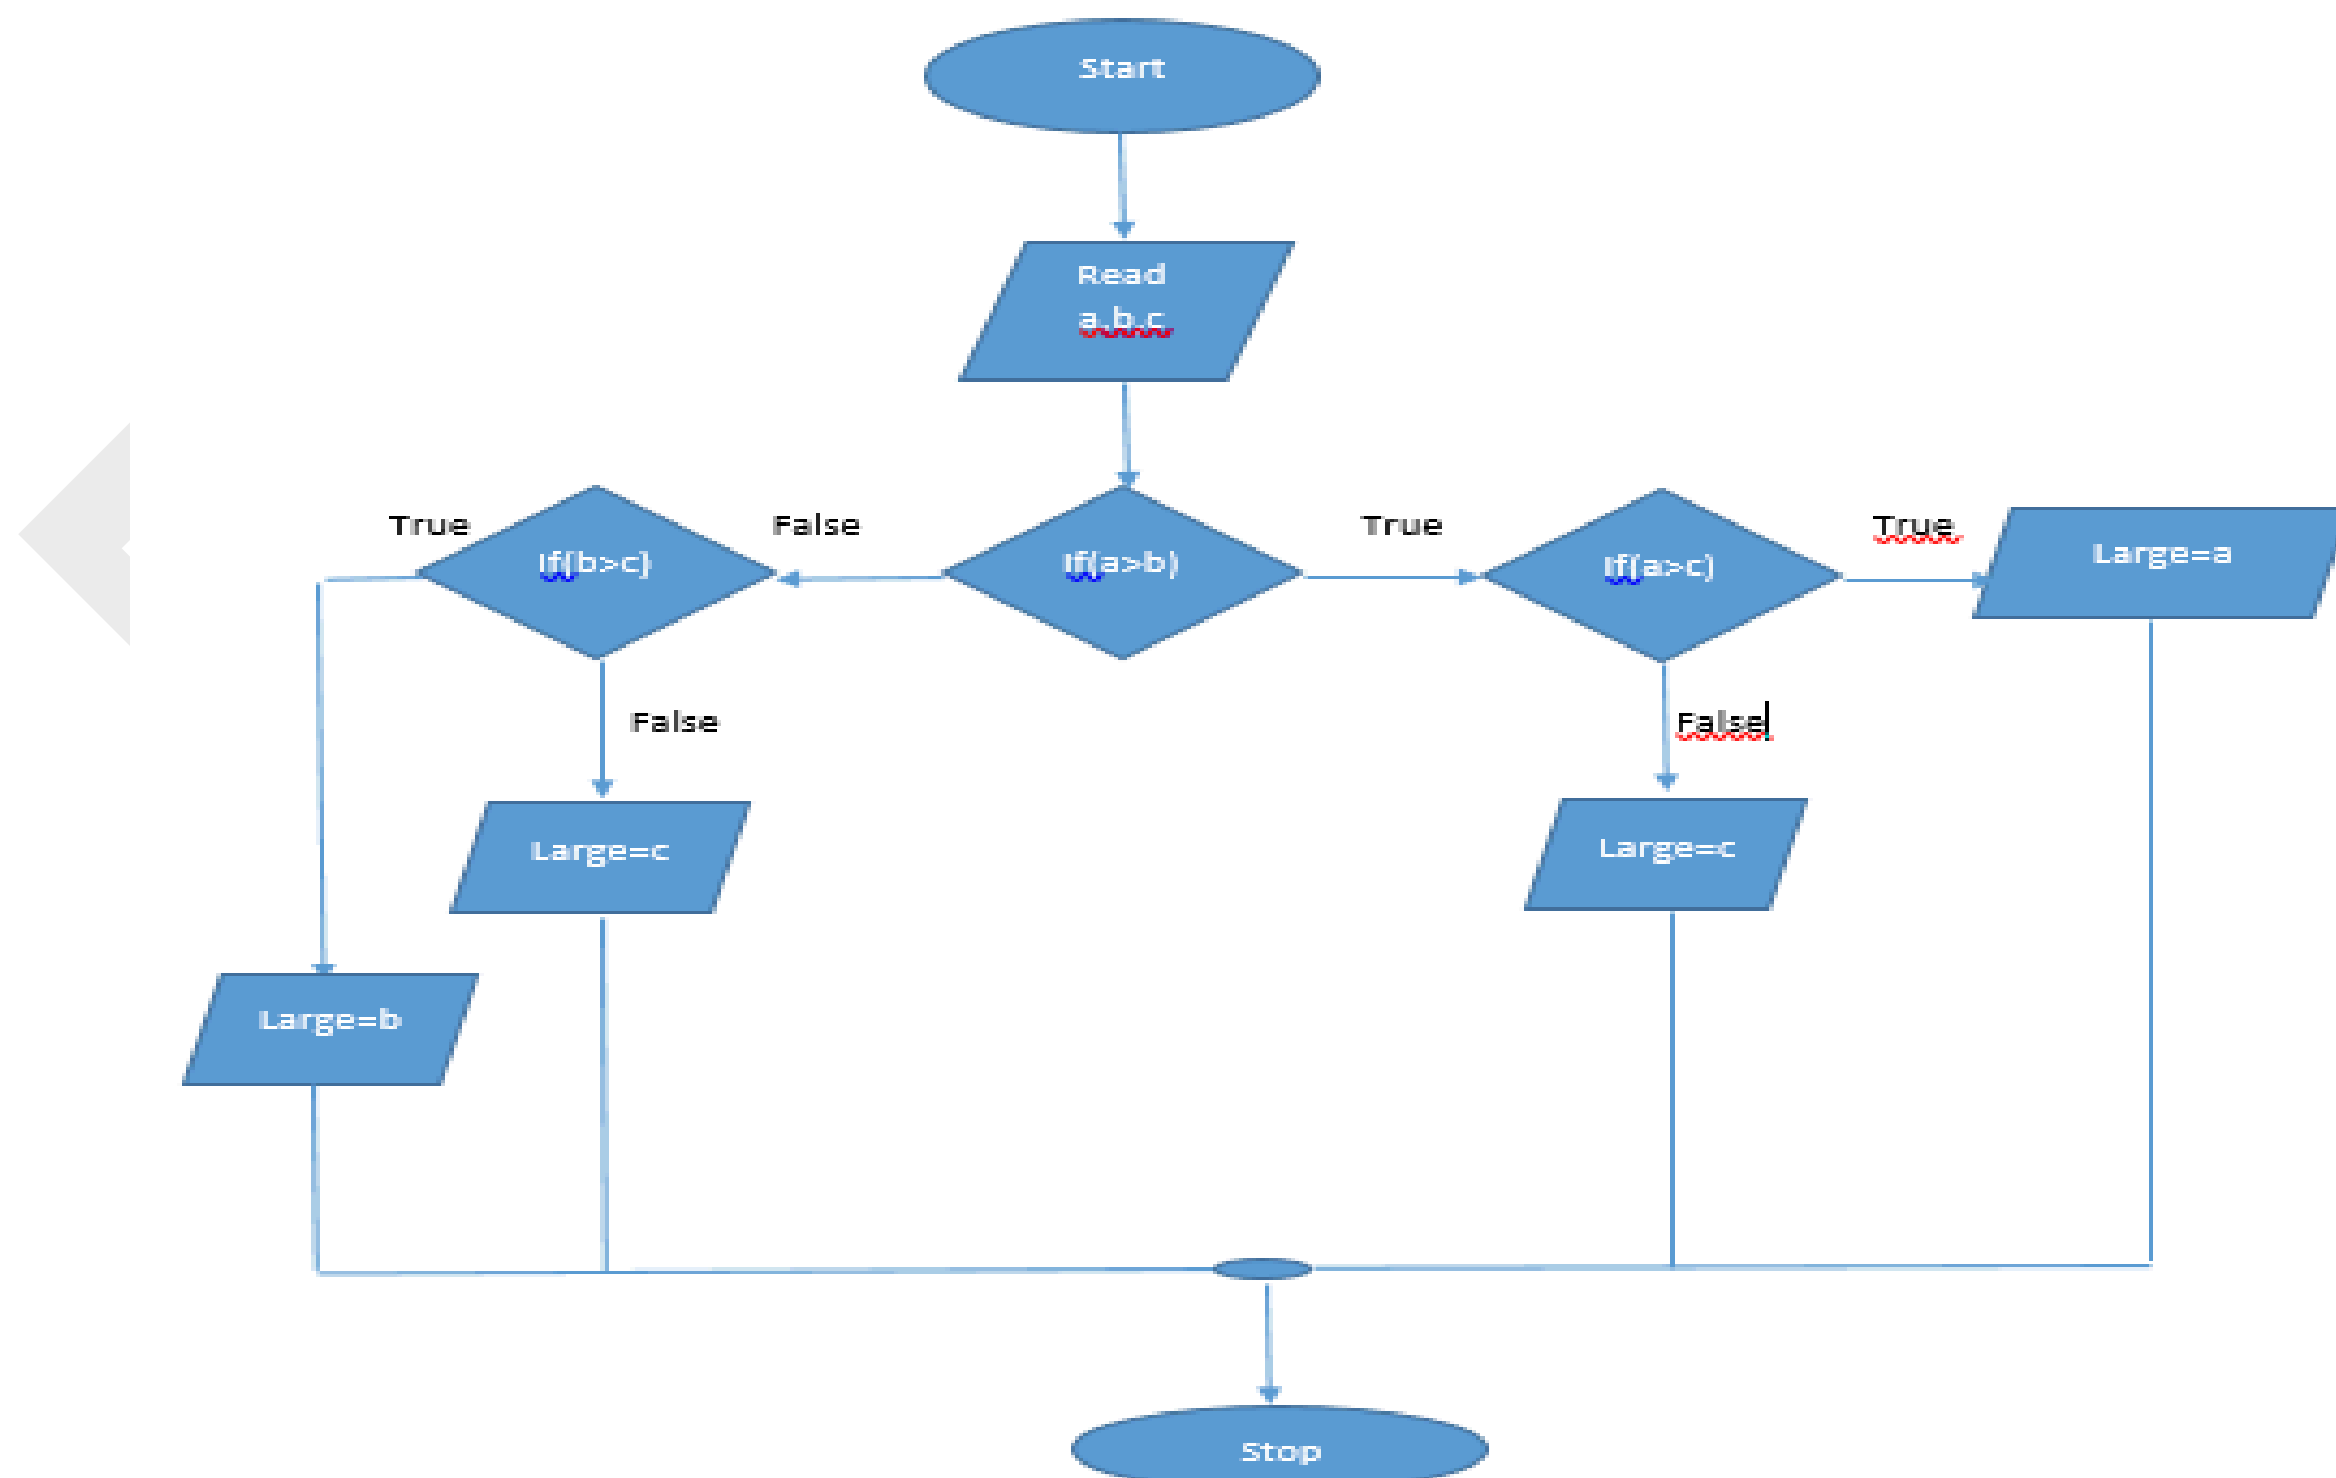 Start
Read
a,b,c
True
If(b>c)
False
If(a>b)
True
If(a>c)
True
Large=a
False
False
Large=c
Large=c
Large=b
Stop